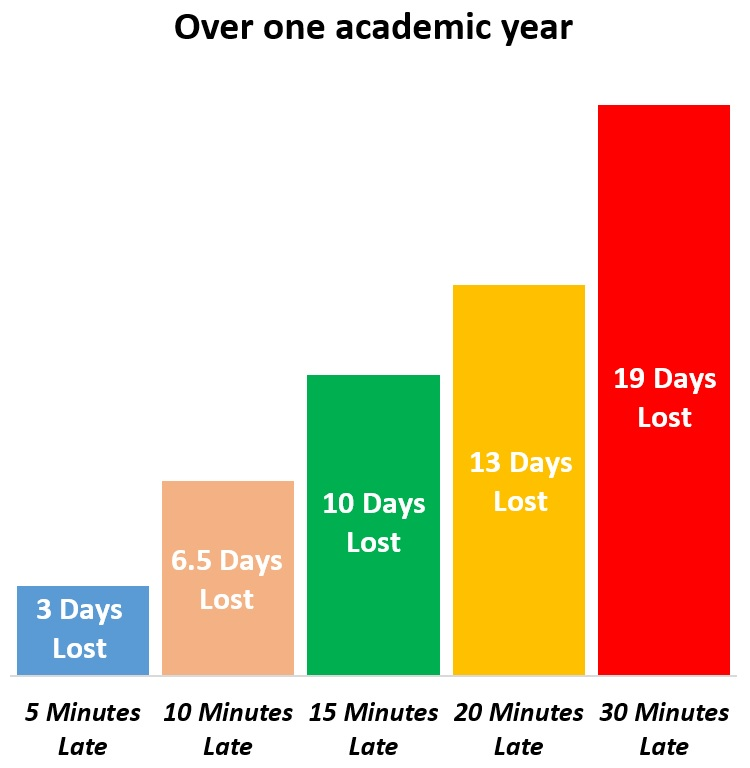 Over one academic year
3 Days
Lost
6.5 Days
Lost
10 Days
Lost
13 Days
Lost
19 Days
Lost
5 Minutes
Late
10 Minutes
Late
15 Minutes
Late
20 Minutes
Late
30 Minutes
Late